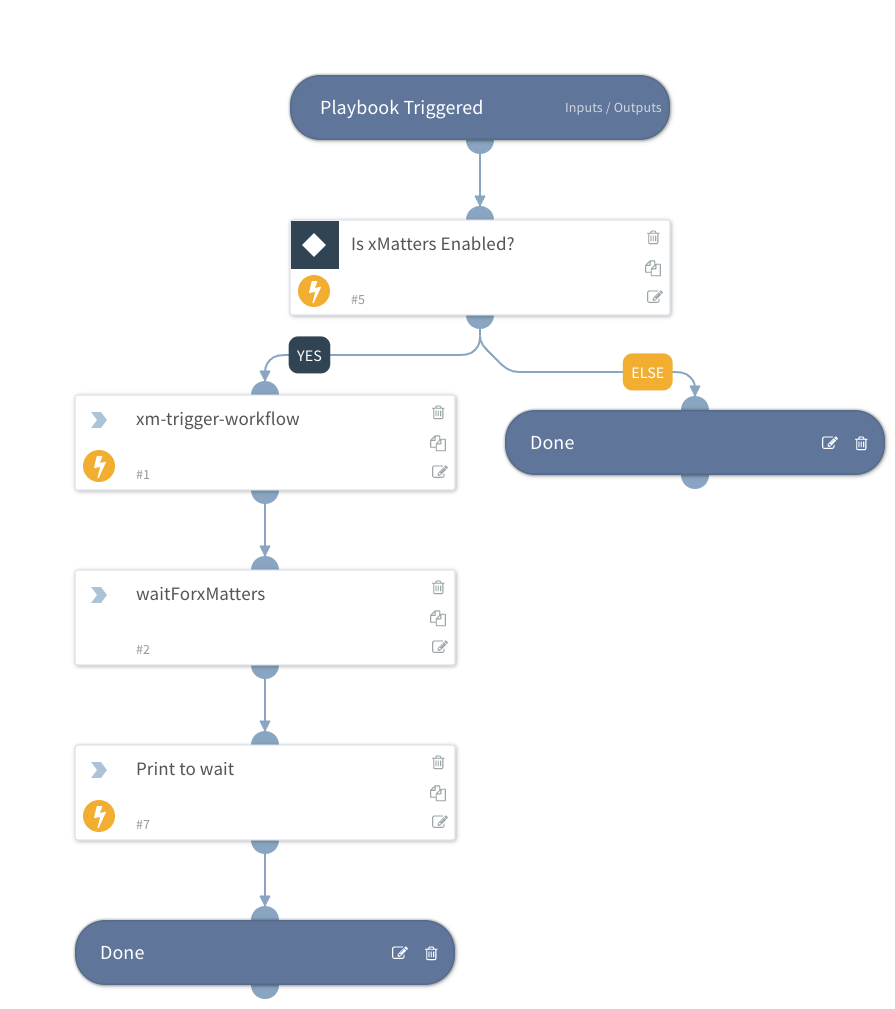 Playbook Triggered
Inputs / Outputs
Is xMatters Enabled?
#5
YES
ELSE
xm-trigger-workflow
#1
Done
waitForxMatters
#2
Print to wait
#7
Done